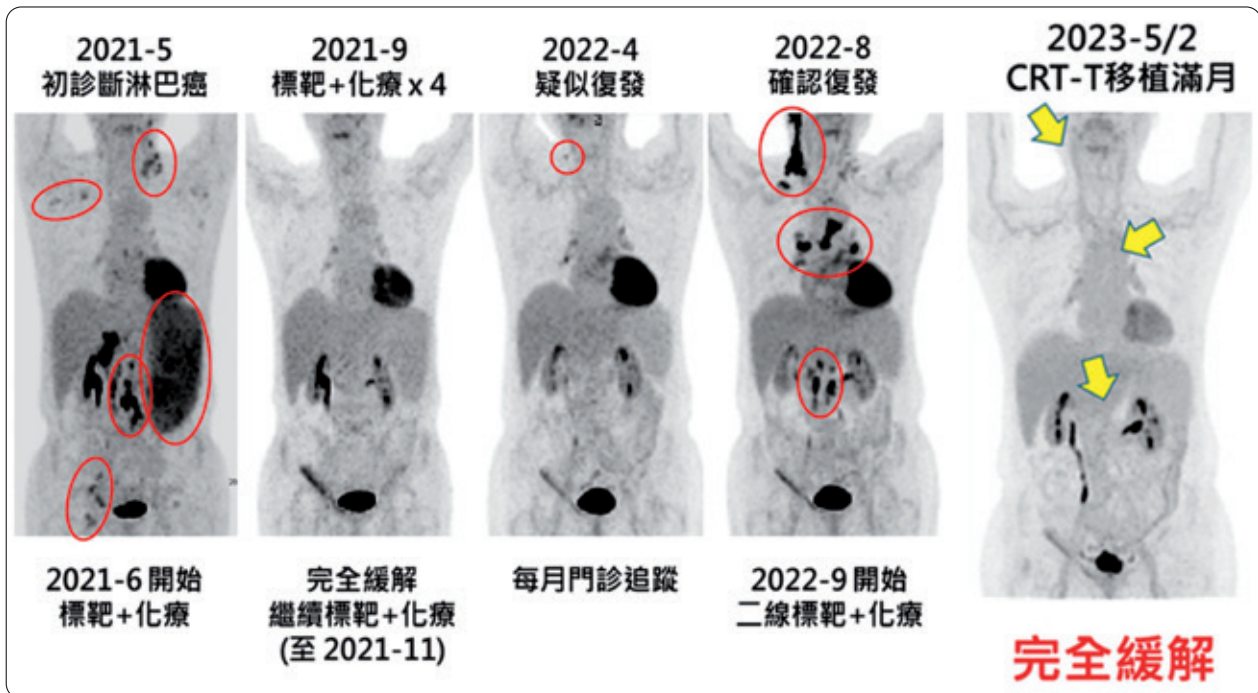 2021-5
初診斷淋巴癌
2021-9
標靶+化療 x 4
2022-4
疑似復發
2022-8
確認復發
2023-5/2
CRT-T移植滿月
2021-6 開始
標靶+化療
完全緩解
繼續標靶+化療
(至 2021-11)
每月門診追蹤
2022-9 開始
二線標靶+化療
完全緩解